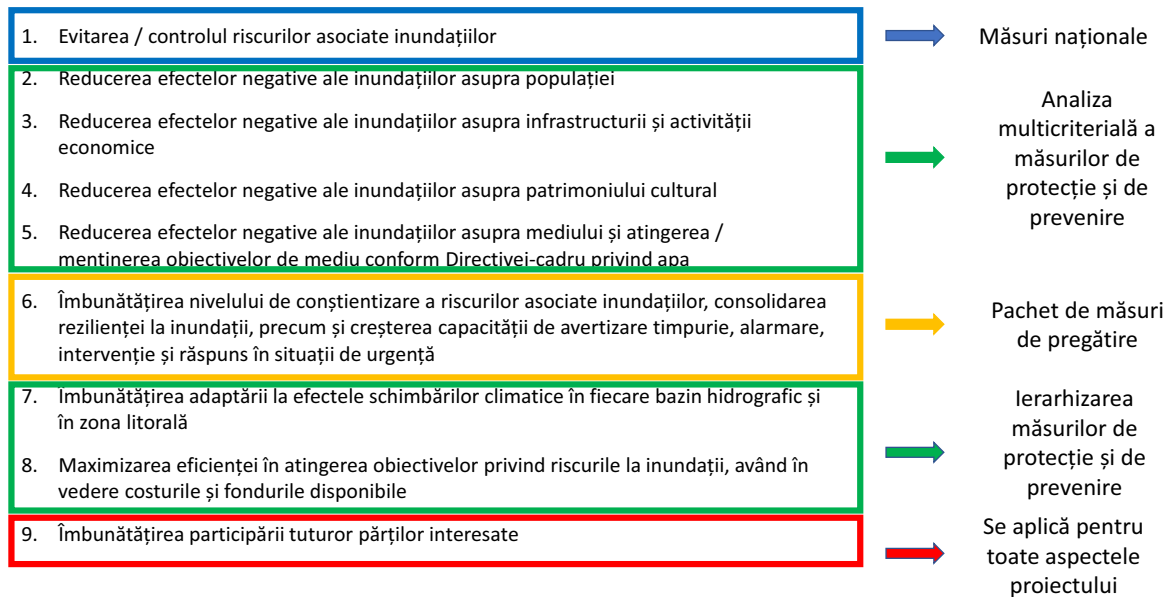 1. Evitarea / controlul riscurilor asociate inundațiilor
Măsuri naționale
2. Reducerea efectelor negative ale inundațiilor asupra populației
3. Reducerea efectelor negative ale inundațiilor asupra infrastructurii și activității
economice
4. Reducerea efectelor negative ale inundațiilor asupra patrimoniului cultural
5. Reducerea efectelor negative ale inundațiilor asupra mediului și atingerea /
mentinerea obiectivelor de mediu conform Directivei-cadru privind apa
Analiza
multicriterială a
măsurilor de
protecție și de
prevenire
6. Îmbunătățirea nivelului de conștientizare a riscurilor asociate inundațiilor, consolidarea
rezilienței la inundații, precum și creșterea capacității de avertizare timpurie, alarmare,
intervenție și răspuns în situații de urgență
Pachet de măsuri
de pregătire
7. Îmbunătățirea adaptării la efectele schimbărilor climatice în fiecare bazin hidrografic și
în zona litorală
8. Maximizarea eficienței în atingerea obiectivelor privind riscurile la inundații, având în
vedere costurile și fondurile disponibile
Ierarhizarea
măsurilor de
protecție și de
prevenire
9. Îmbunătățirea participării tuturor părților interesate
Se aplică pentru
toate aspectele
proiectului